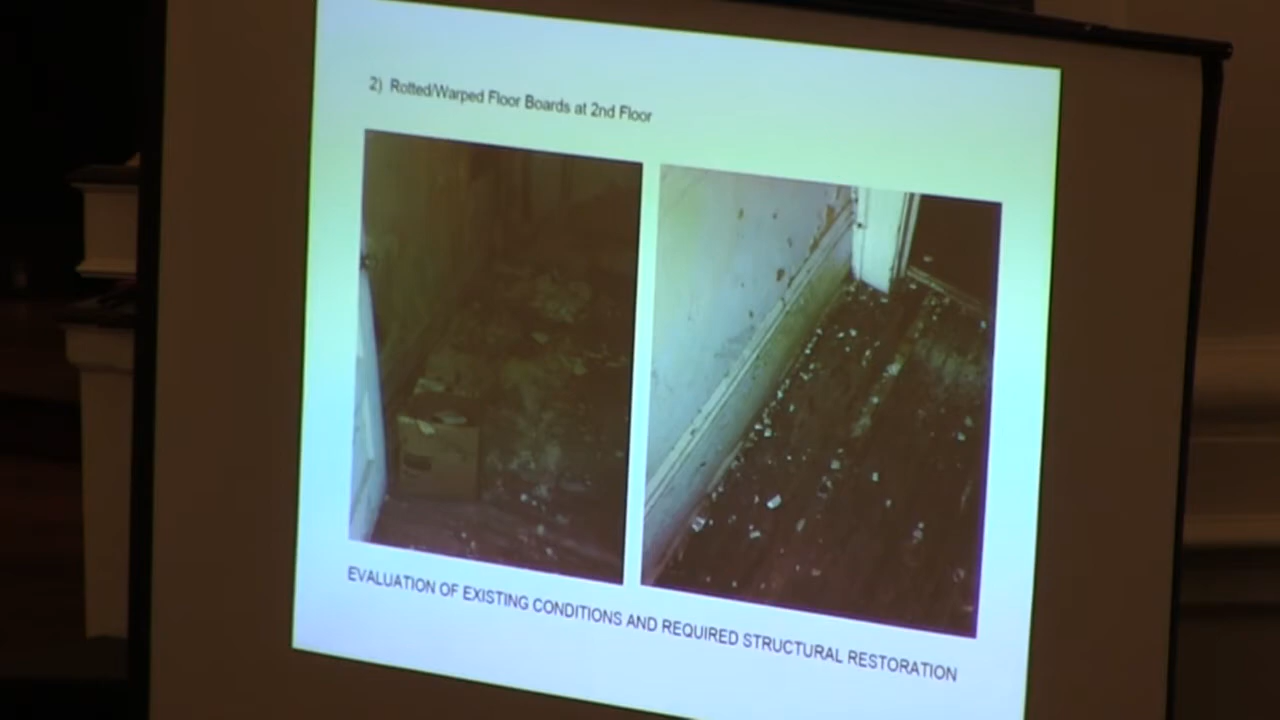 2) Rotted/Warped Floor Boards at 2nd Floor
EVALUATION OF EXISTING CONDITIONS AND REQUIRED STRUCTURAL RESTORATION